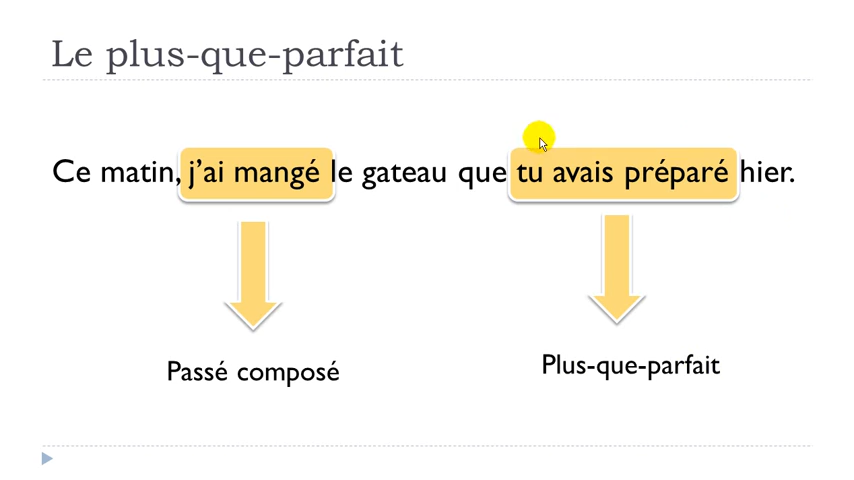 Le plus-que-parfait
Ce matin, j’ai mangé le gateau que tu avais préparé hier.
Passé composé
Plus-que-parfait